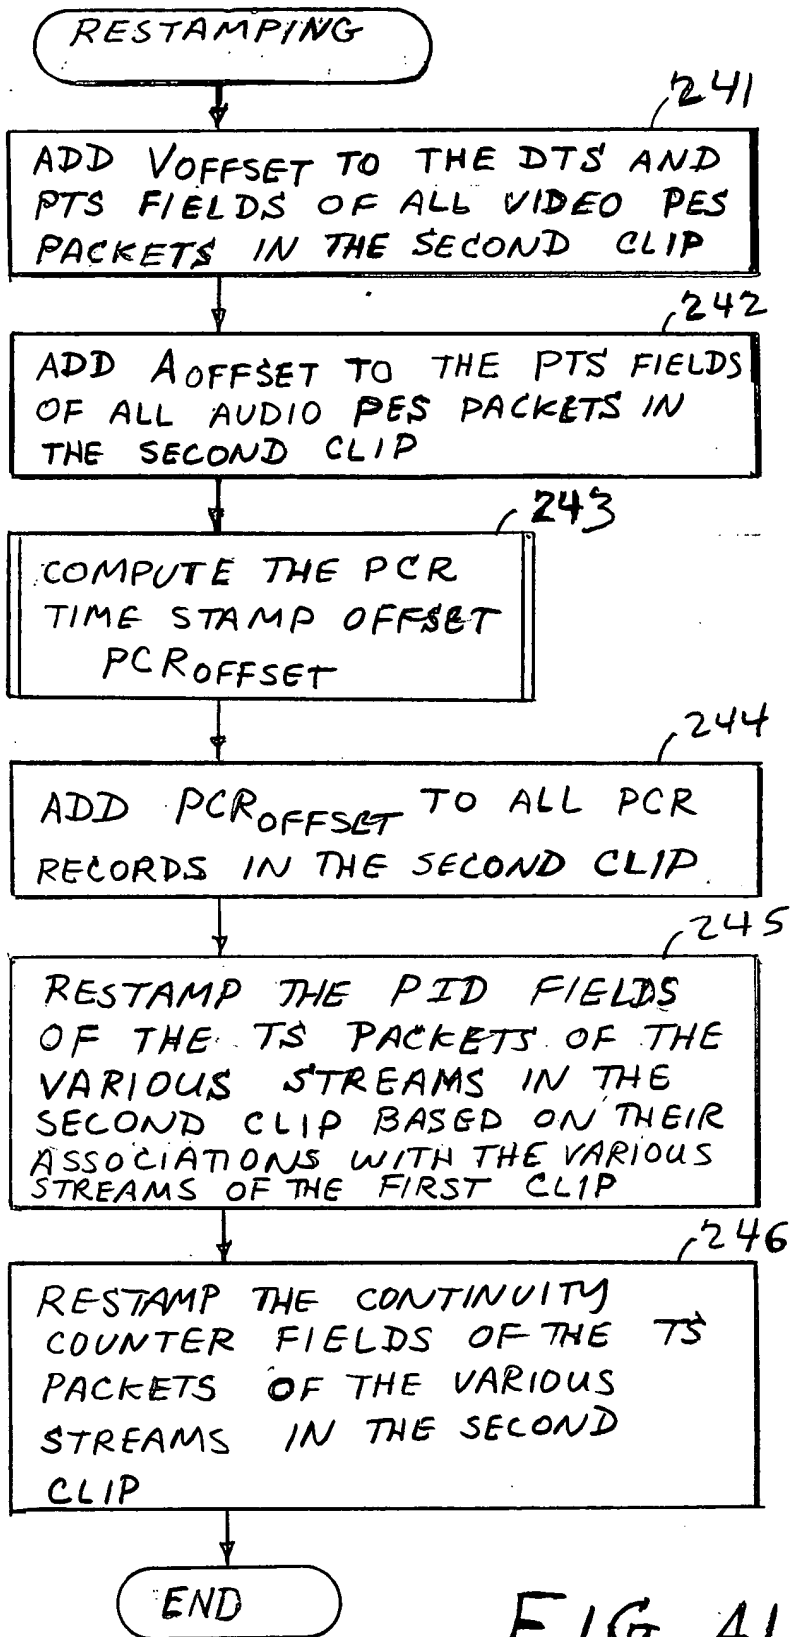 RESTAMPING
241
ADD VOFFSET TO THE DTS AND
PTS FIELDS OF ALL VIDEO PES
PACKETS IN THE SECOND CLIP
242
ADD AOFFSET TO THE PTS FIELDS
OF ALL AUDIO PES PACKETS IN
THE SECOND CLIP
243
COMPUTE THE PCR
TIME STAMP OFFSET
PCROFFSET
244
ADD PCROFFSET TO ALL PCR
RECORDS IN THE SECOND CLIP
245
RESTAMP THE PID FIELDS
OF THE TS PACKETS OF THE
VARIOUS STREAMS IN THE
SECOND CLIP BASED ON THEIR
ASSOCIATIONS WITH THE VARIOUS
STREAMS OF THE FIRST CLIP
246
RESTAMP THE CONTINUITY
COUNTER FIELDS OF THE TS
PACKETS OF THE VARIOUS
STREAMS IN THE SECOND
CLIP
END
FIG. 41